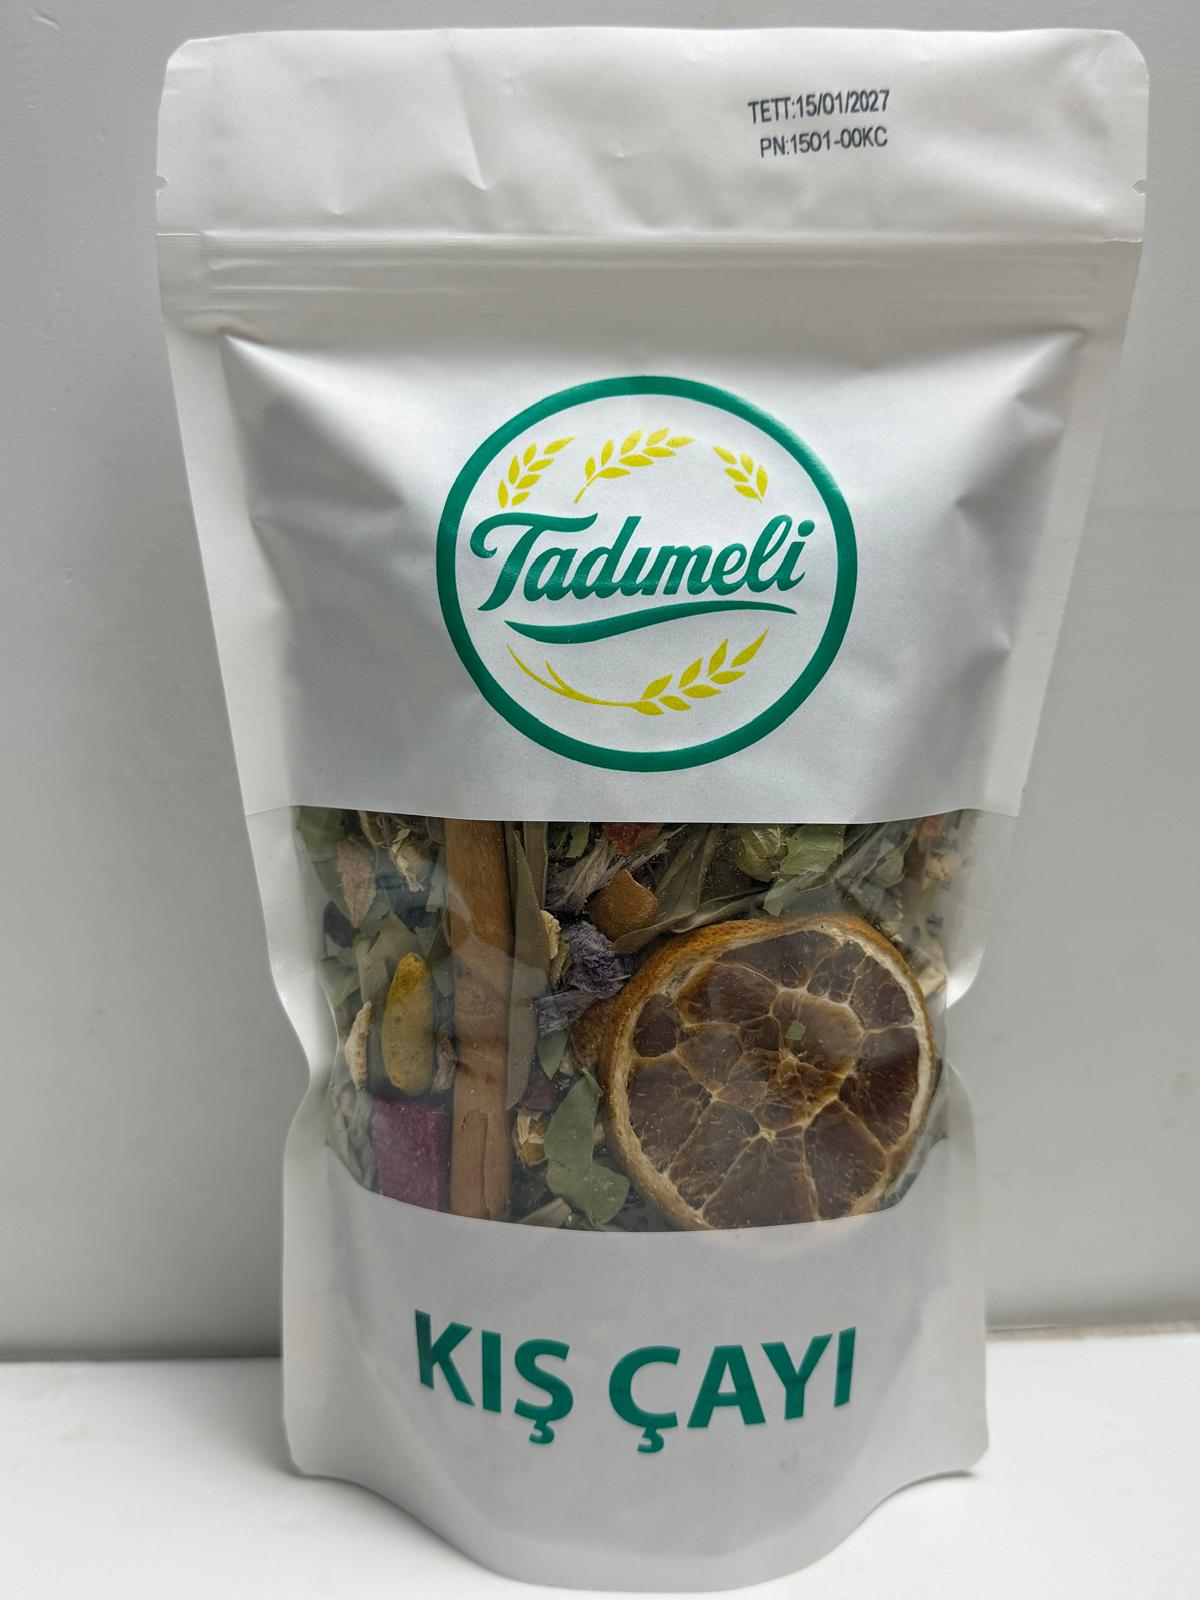 TETT:15/01/2027
PN:1501-00KC
Tadımeli
KIŞ ÇAYI